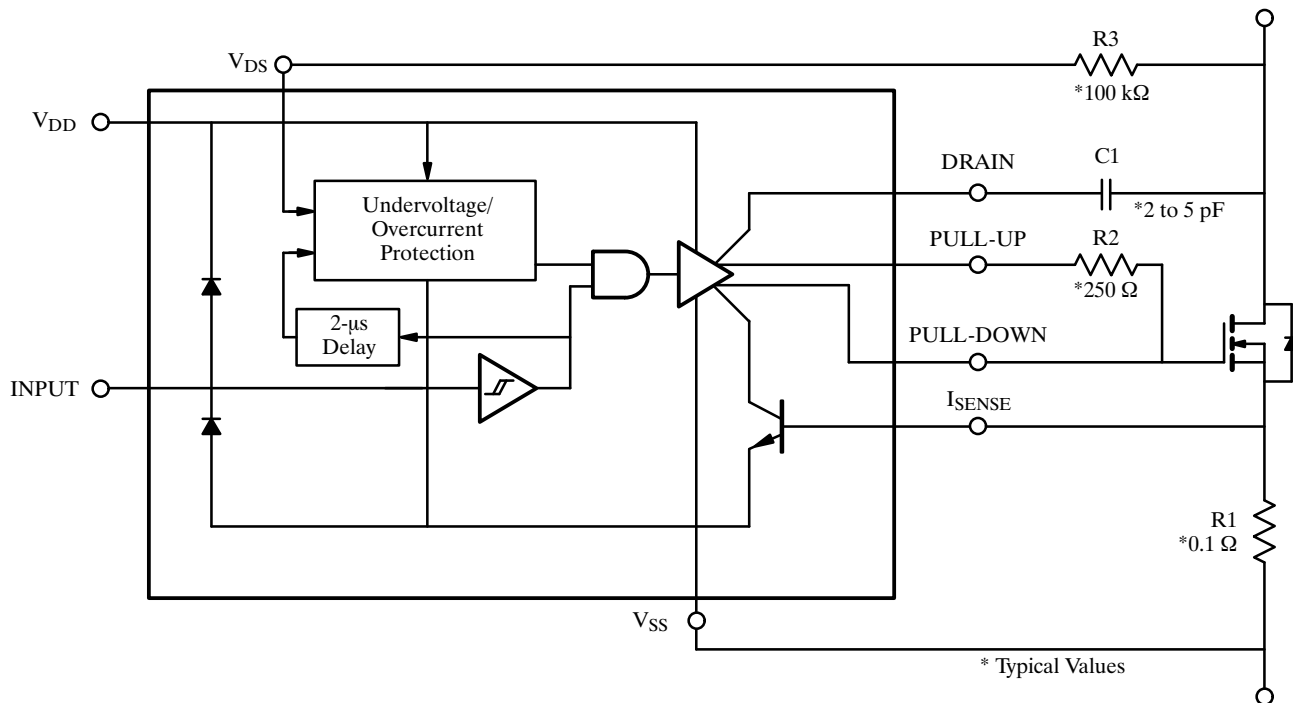 R3
*100 kΩ
VDS
VDD
DRAIN
C1
*2 to 5 pF
Undervoltage/
Overcurrent
Protection
PULL-UP
R2
*250 Ω
2-μs
Delay
PULL-DOWN
INPUT
ISENSE
R1
*0.1 Ω
VSS
* Typical Values